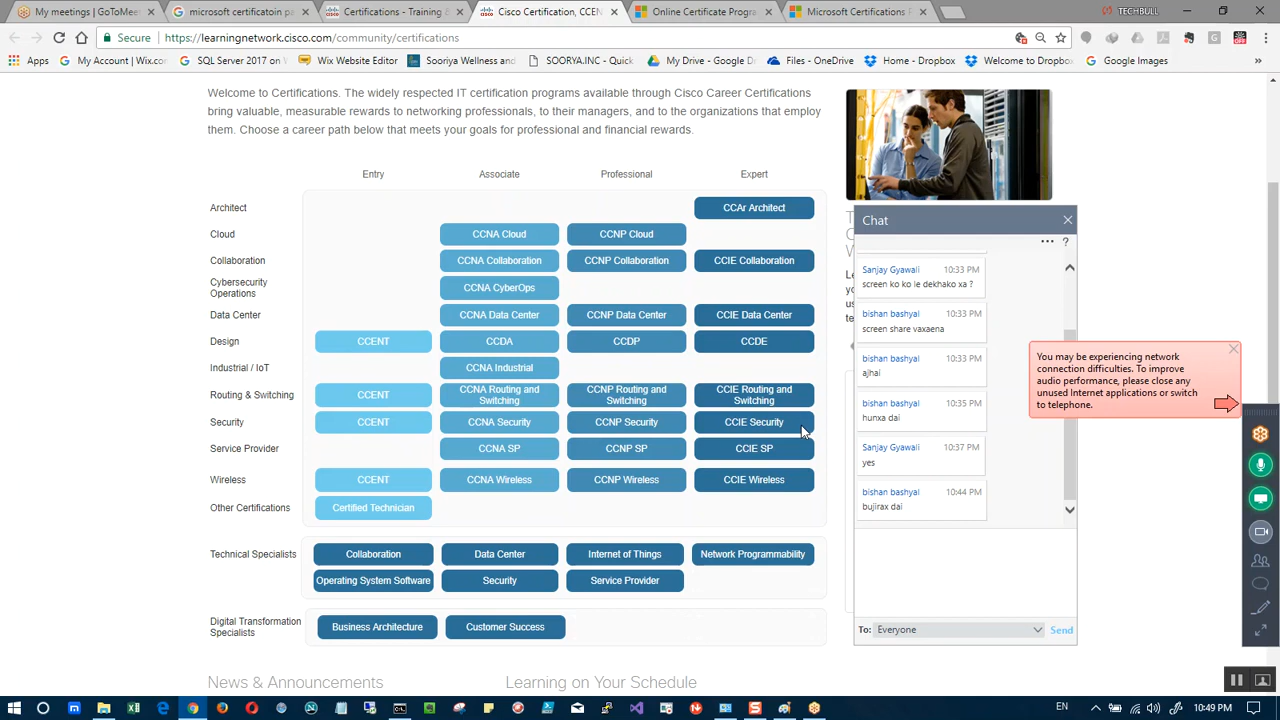 My meetings | GoToMee
microsoft certificatoin pa
Certifications - Training &
Cisco Certification, CCEN
Online Certificate Progra
Microsoft Certifications P
TECHBULL
Secure
https://learningnetwork.cisco.com/community/certifications
Apps
My Account | Wix.com
SQL Server 2017'da
Wix Website Editor
Sooriya Wellness and
SOORYA.INC - Quick
My Drive - Google D
Files - OneDrive
Home - Dropbox
Welcome to Dropbox
Google Images
Welcome to Certifications. The widely respected IT certification programs available through Cisco Career Certifications
bring valuable, measurable rewards to networking professionals, to their managers, and to the organizations that employ
them. Choose a career path below that meets your goals for professional and financial rewards.
Entry
Associate
Professional
Expert
Architect
CCAr Architect
Cloud
CCNA Cloud
CCNP Cloud
Collaboration
CCNA Collaboration
CCNP Collaboration
CCIE Collaboration
Cybersecurity
Operations
CCNA CyberOps
Data Center
CCNA Data Center
CCNP Data Center
CCIE Data Center
Design
CCENT
CCDA
CCDP
CCDE
Industrial / IoT
CCNA Industrial
Routing & Switching
CCENT
CCNA Routing and
Switching
CCNP Routing and
Switching
CCIE Routing and
Switching
Security
CCENT
CCNA Security
CCNP Security
CCIE Security
Service Provider
CCNA SP
CCNP SP
CCIE SP
Wireless
CCENT
CCNA Wireless
CCNP Wireless
CCIE Wireless
Other Certifications
Certified Technician
Technical Specialists
Collaboration
Data Center
Internet of Things
Network Programmability
Operating System Software
Security
Service Provider
Digital Transformation
Specialists
Business Architecture
Customer Success
News & Announcements
Learning on Your Schedule
Chat
Sanjay Gyawali 10:33 PM
screen ko ko le dekhako xa ?
bishan bashyal 10:33 PM
screen share vaxaena
bishan bashyal 10:33 PM
ajhai
bishan bashyal 10:35 PM
hunxa dai
Sanjay Gyawali 10:37 PM
yes
bishan bashyal 10:44 PM
bujirax dai
To: Everyone
Send
You may be experiencing network
connection difficulties. To improve
audio performance, please close any
unused Internet applications or switch
to telephone.
EN
10:49 PM